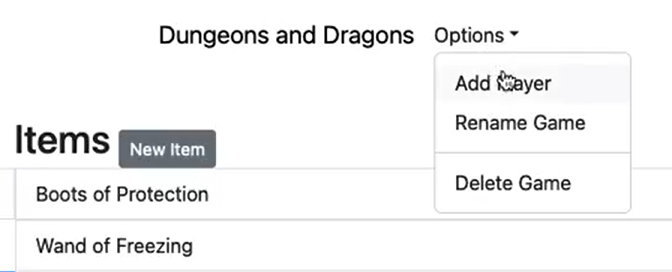 Dungeons and Dragons Options
Add Player
Rename Game
Items New Item
Delete Game
Boots of Protection
Wand of Freezing